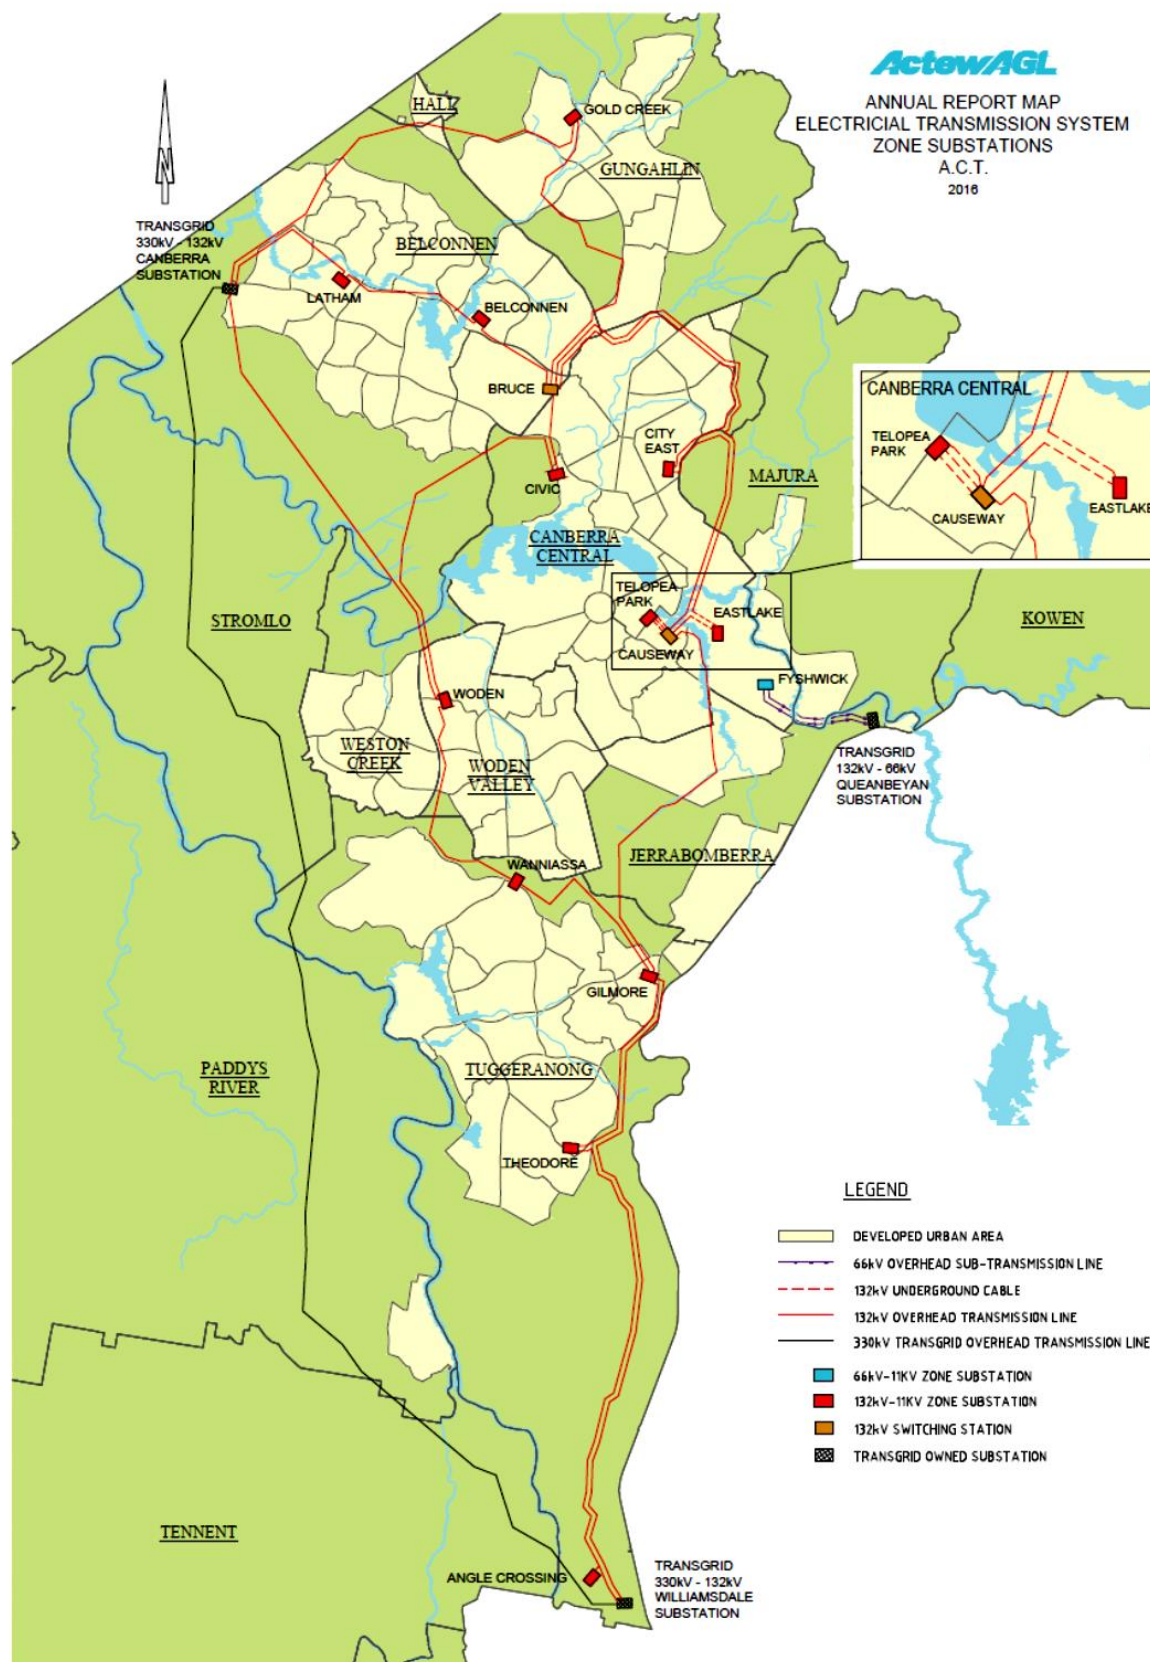 ActewAGL
ANNUAL REPORT MAP
ELECTRICIAL TRANSMISSION SYSTEM
ZONE SUBSTATIONS
A.C.T.
2016
HALL
GOLD CREEK
GUNGAHLIN
N
TRANSGRID
330kV - 132kV
CANBERRA
SUBSTATION
BELCONNEN
LATHAM
BELCONNEN
BRUCE
CITY
EAST
CIVIC
MAJURA
CANBERRA CENTRAL
TELOPEA
PARK
CAUSEWAY
EASTLAKE
CANBERRA
CENTRAL
TELOPEA
PARK
EASTLAKE
CAUSEWAY
STROMLO
KOWEN
FYSHWICK
WODEN
WESTON
CREEK
WODEN
VALLEY
TRANSGRID
132kV - 66kV
QUEANBEYAN
SUBSTATION
JERRABOMBERRA
WANNIASSA
GILMORE
PADDYS
RIVER
TUGGERANONG
THEODORE
LEGEND
DEVELOPED URBAN AREA
66kV OVERHEAD SUB-TRANSMISSION LINE
132kV UNDERGROUND CABLE
132kV OVERHEAD TRANSMISSION LINE
330kV TRANSGRID OVERHEAD TRANSMISSION LINE
66kV-11KV ZONE SUBSTATION
132kV-11KV ZONE SUBSTATION
132kV SWITCHING STATION
TRANSGRID OWNED SUBSTATION
TENNENT
ANGLE CROSSING
TRANSGRID
330kV - 132kV
WILLIAMSDALE
SUBSTATION